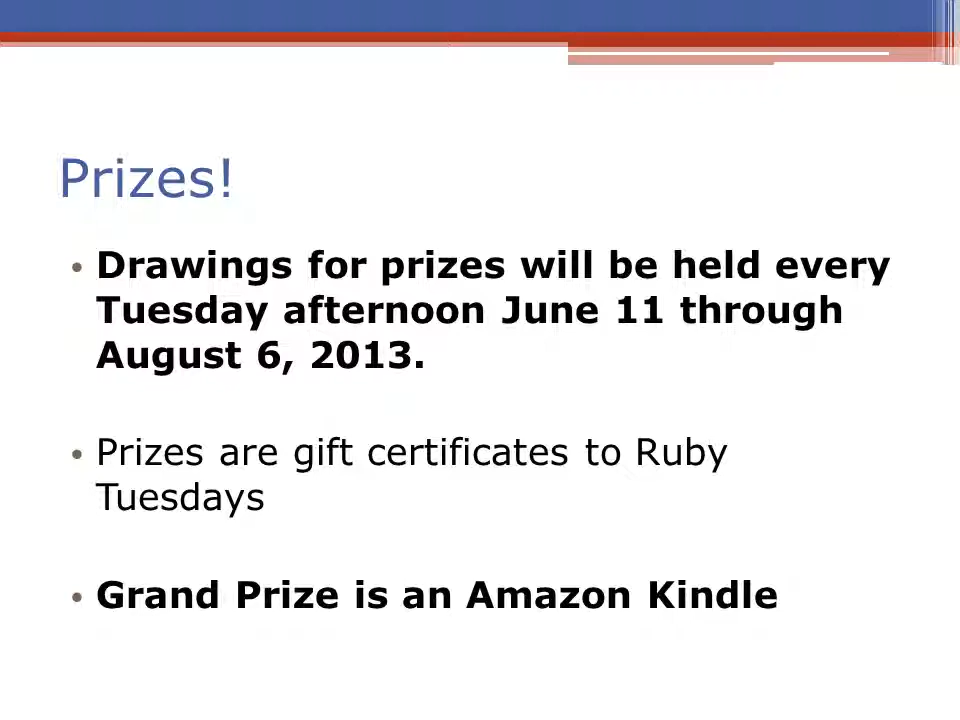 Prizes!
• Drawings for prizes will be held every
Tuesday afternoon June 11 through
August 6, 2013.
• Prizes are gift certificates to Ruby
Tuesdays
• Grand Prize is an Amazon Kindle